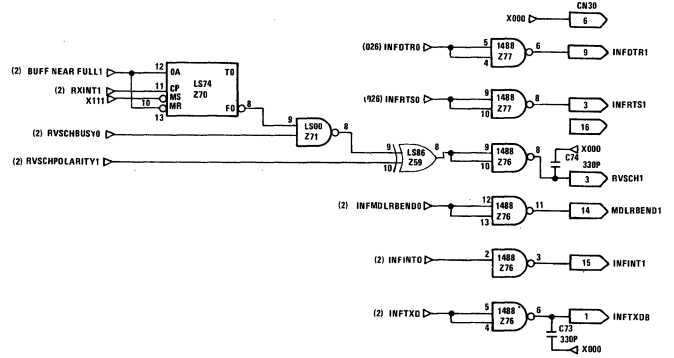 CN30
X000 6
(026) INFDTR0 5 4 1488 Z77 6 9 INFDTR1
(2) BUFF NEAR FULL1 12 0A T0
LS74 Z70
(2) RXINT1 11 CP
X111 MS
10 MR
13 F0 8
(026) INFRTS0 9 10 1488 Z77 8 3 INFRTS1
16
9 LS00 Z71 8
(2) RVSCHBUSY0
X000
C74
330P
(2) RVSCHPOLARITY1 9 10 LS86 Z59 8 9 10 1488 Z76 8 3 RVSCH1
(2) INFMDLRBEND0 12 13 1488 Z76 11 14 MDLRBEND1
(2) INFINT0 2 1488 Z76 3 15 INFINT1
(2) INFTXD 5 4 1488 Z76 6 1 INFTXDB
C73
330P
X000